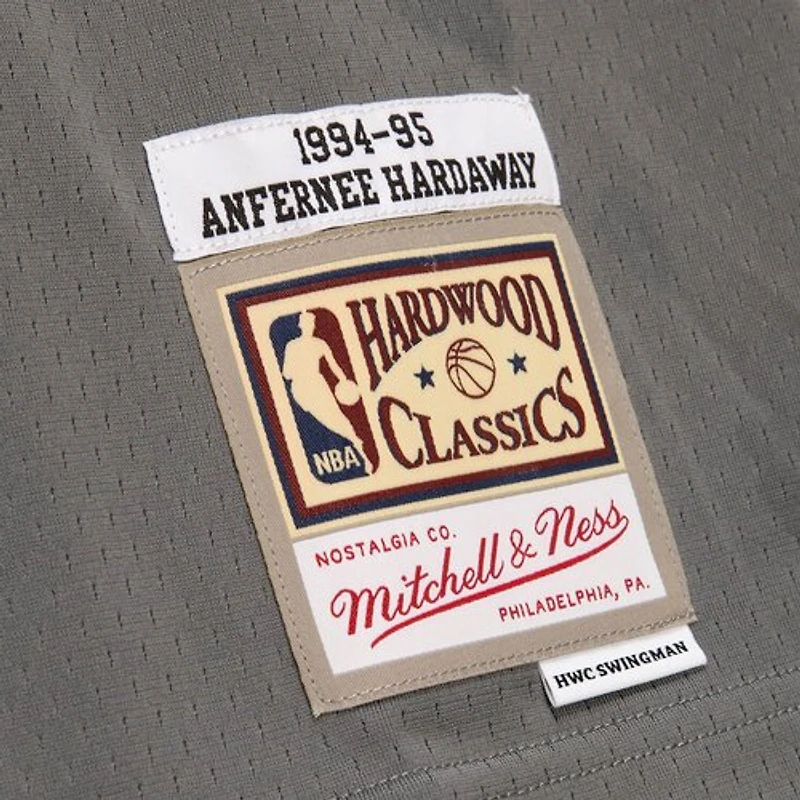 1994-95
ANFERNEE HARDAWAY
HARDWOOD
CLASSICS
NBA
NOSTALGIA CO.
Mitchell & Ness
PHILADELPHIA, PA.
HWC SWINGMAN